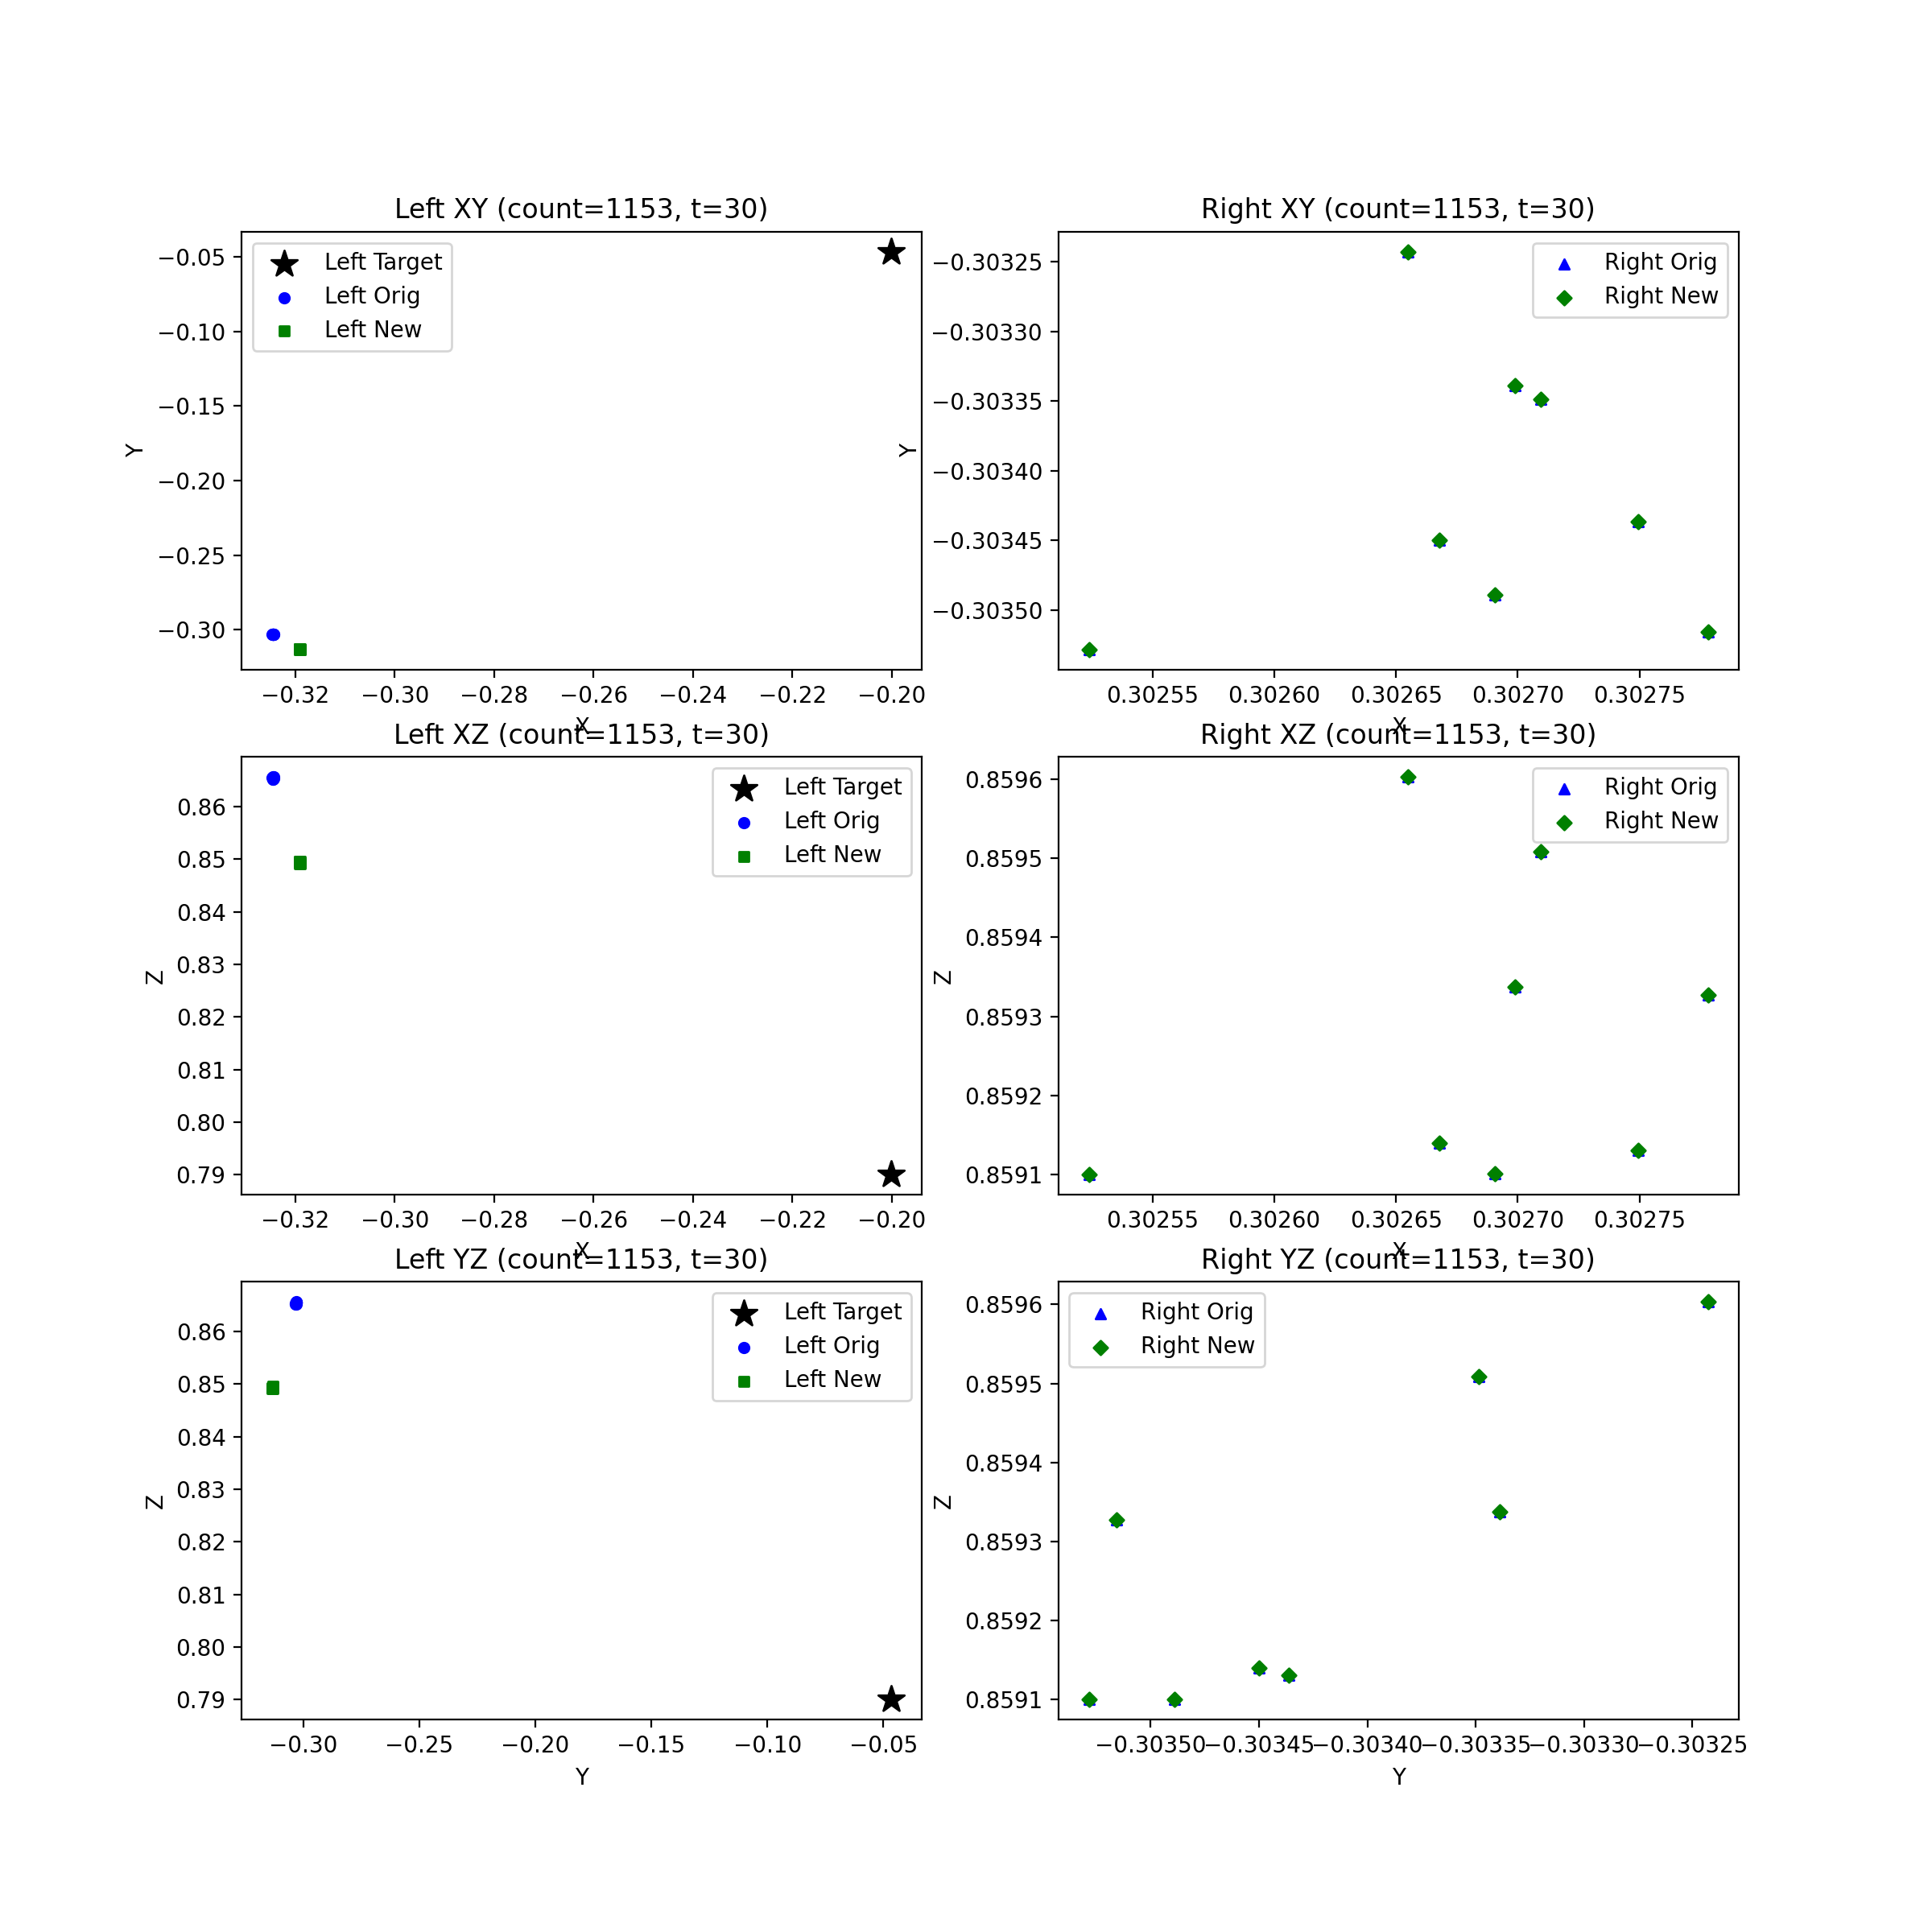 Left XY (count=1153, t=30)
Left Target
Left Orig
Left New
−0.05
−0.10
−0.15
−0.20
−0.25
−0.30
Y
−0.32 −0.30 −0.28 −0.26 −0.24 −0.22 −0.20
X
Right XY (count=1153, t=30)
Right Orig
Right New
−0.30325
−0.30330
−0.30335
−0.30340
−0.30345
−0.30350
Y
0.30255 0.30260 0.30265 0.30270 0.30275
X
Left XZ (count=1153, t=30)
Left Target
Left Orig
Left New
0.86
0.85
0.84
0.83
0.82
0.81
0.80
0.79
Z
−0.32 −0.30 −0.28 −0.26 −0.24 −0.22 −0.20
X
Right XZ (count=1153, t=30)
Right Orig
Right New
0.8596
0.8595
0.8594
0.8593
0.8592
0.8591
Z
0.30255 0.30260 0.30265 0.30270 0.30275
X
Left YZ (count=1153, t=30)
Left Target
Left Orig
Left New
0.86
0.85
0.84
0.83
0.82
0.81
0.80
0.79
Z
−0.30 −0.25 −0.20 −0.15 −0.10 −0.05
Y
Right YZ (count=1153, t=30)
Right Orig
Right New
0.8596
0.8595
0.8594
0.8593
0.8592
0.8591
Z
−0.30350 −0.30345 −0.30340 −0.30335 −0.30330 −0.30325
Y